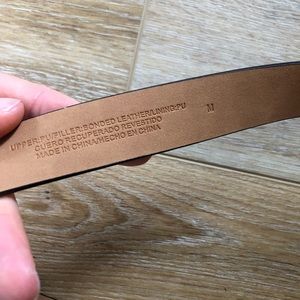 UPPER:PU/FILLER:BONDED LEATHER/LINING:PU M
CUERO RECUPERADO REVESTIDO
MADE IN CHINA/HECHO EN CHINA